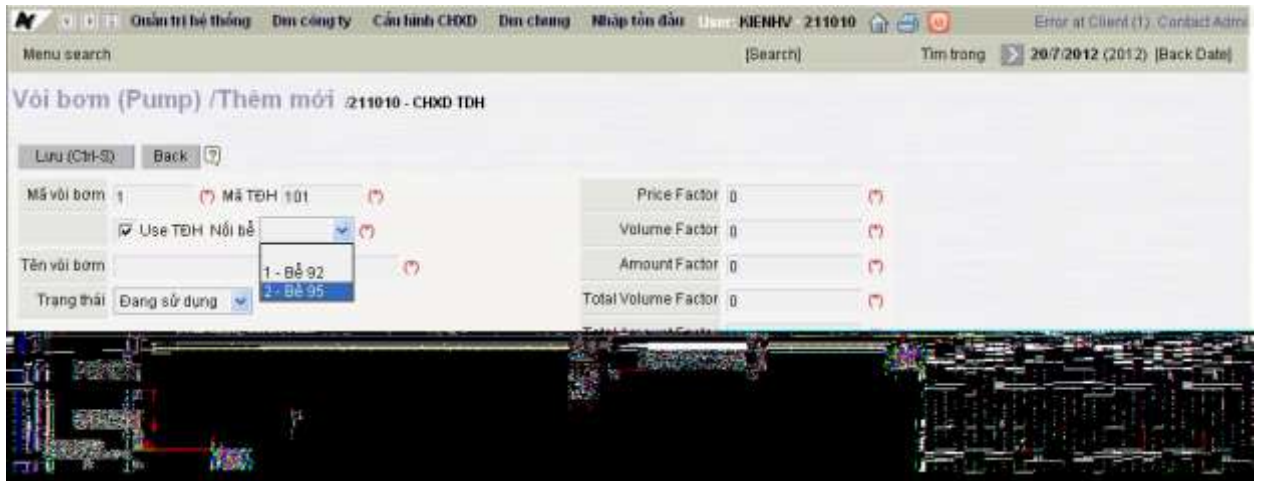 Quản trị hệ thống Dm công ty Cấu hình CHXD Dm chung Nhập tồn đầu User: KIENHV 211010 Error at Client (1). Contact Admi
Menu search [Search] Tìm trong 20/7/2012 (2012) [Back Date]
Vòi bơm (Pump) /Thêm mới /211010 - CHXD TDH
Lưu (Ctrl-S) Back ?
Mã vòi bơm 1 (*) Mã TĐH 101 (*) Price Factor 0 (*)
Use TĐH Nối bể (*) Volume Factor 0 (*)
Tên vòi bơm (*) Amount Factor 0 (*)
1 - Bể 92
2 - Bể 95
Trạng thái Đang sử dụng Total Volume Factor 0 (*)